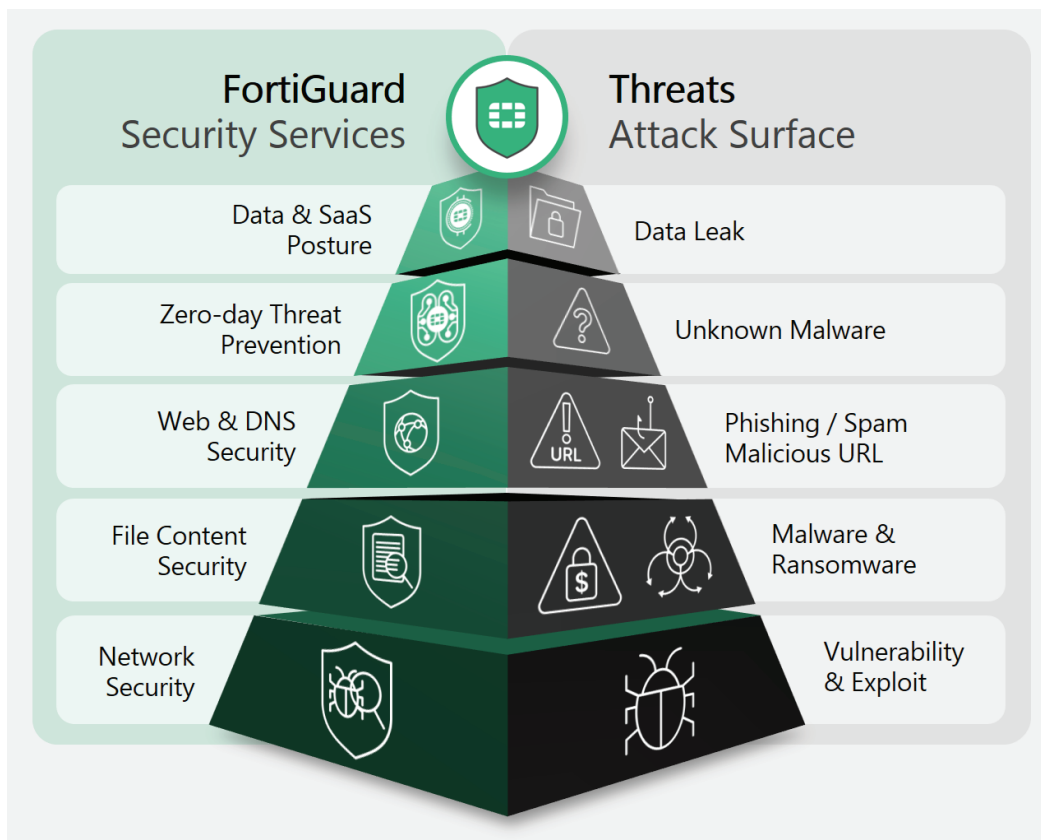 FortiGuard
Security Services
Threats
Attack Surface
Data & SaaS
Posture
Data Leak
Zero-day Threat
Prevention
Unknown Malware
Web & DNS
Security
URL
Phishing / Spam
Malicious URL
File Content
Security
$
Malware &
Ransomware
Network
Security
Vulnerability
& Exploit